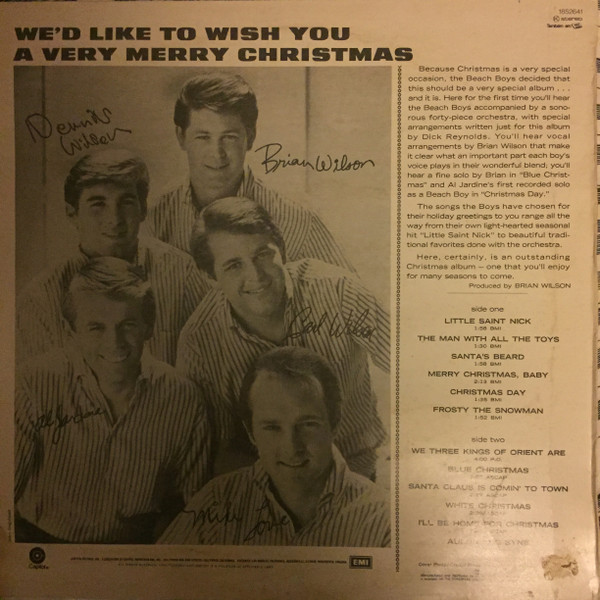 1552641
STEREO
WE'D LIKE TO WISH YOU
A VERY MERRY CHRISTMAS
Dennis
Wilson
Brian Wilson
Carl Wilson
Al Jardine
Mike Love
Because Christmas is a very special
occasion, the Beach Boys decided that
this should be a very special album . . .
and it is. Here for the first time you'll hear
the Beach Boys accompanied by a sono-
rous forty-piece orchestra, with special
arrangements written just for this album
by Dick Reynolds. You'll hear vocal
arrangements by Brian Wilson that make
it clear what an important part each boy's
voice plays in their wonderful blend; you'll
hear a fine solo by Brian in "Blue Christ-
mas" and Al Jardine's first recorded solo
as a Beach Boy in "Christmas Day."
The songs the Boys have chosen for
their holiday greetings to you range all the
way from their own light-hearted seasonal
hit "Little Saint Nick" to beautiful tradi-
tional favorites done with the orchestra.
Here, certainly, is an outstanding
Christmas album – one that you'll enjoy
for many seasons to come.
Produced by BRIAN WILSON
side one
LITTLE SAINT NICK
1:58 BMI
THE MAN WITH ALL THE TOYS
1:30 BMI
SANTA'S BEARD
1:58 BMI
MERRY CHRISTMAS, BABY
2:13 BMI
CHRISTMAS DAY
1:35 BMI
FROSTY THE SNOWMAN
1:52 BMI
side two
WE THREE KINGS OF ORIENT ARE
4:02 P.D.
BLUE CHRISTMAS
SANTA CLAUS IS COMIN' TO TOWN
WHITE CHRISTMAS
I'LL BE HOME FOR CHRISTMAS
AULD LANG SYNE
Capitol
EMI